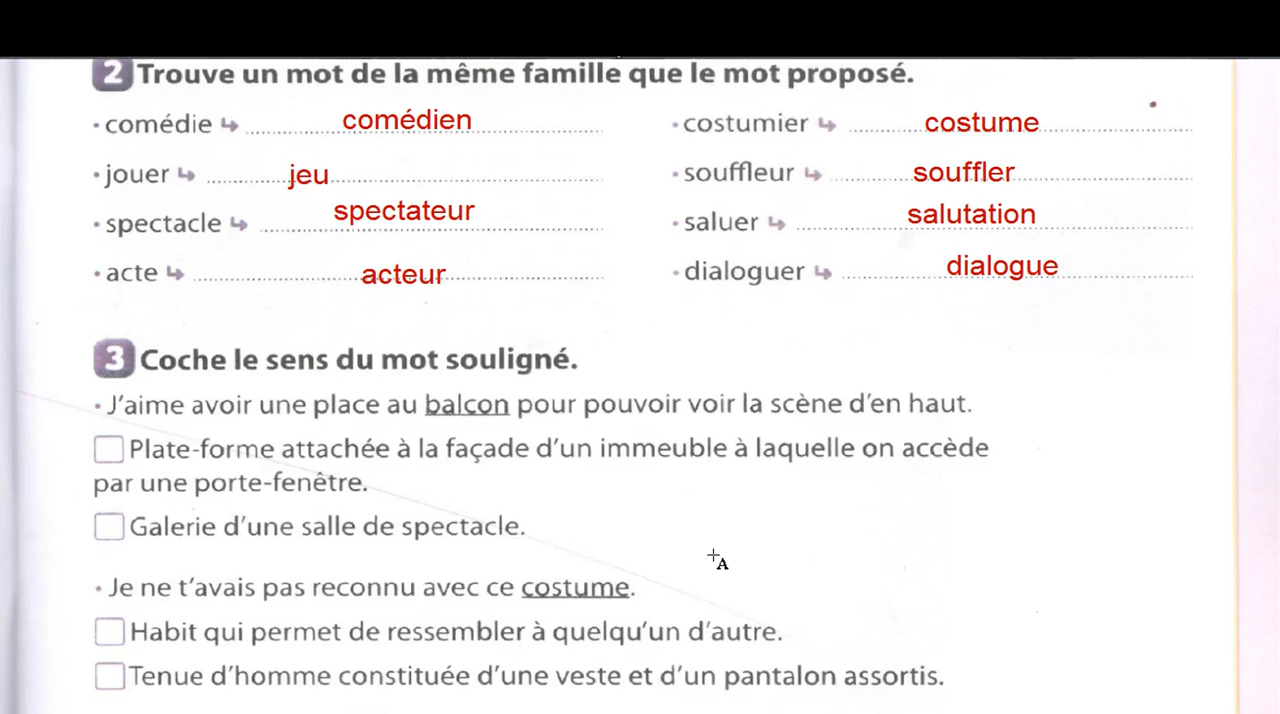 2 Trouve un mot de la même famille que le mot proposé.
• comédie ↳ comédien
• costumier ↳ costume
• jouer ↳ jeu
• souffleur ↳ souffler
• spectacle ↳ spectateur
• saluer ↳ salutation
• acte ↳ acteur
• dialoguer ↳ dialogue
3 Coche le sens du mot souligné.
• J'aime avoir une place au balcon pour pouvoir voir la scène d'en haut.
Plate-forme attachée à la façade d'un immeuble à laquelle on accède
par une porte-fenêtre.
Galerie d'une salle de spectacle.
• Je ne t'avais pas reconnu avec ce costume.
Habit qui permet de ressembler à quelqu'un d'autre.
Tenue d'homme constituée d'une veste et d'un pantalon assortis.